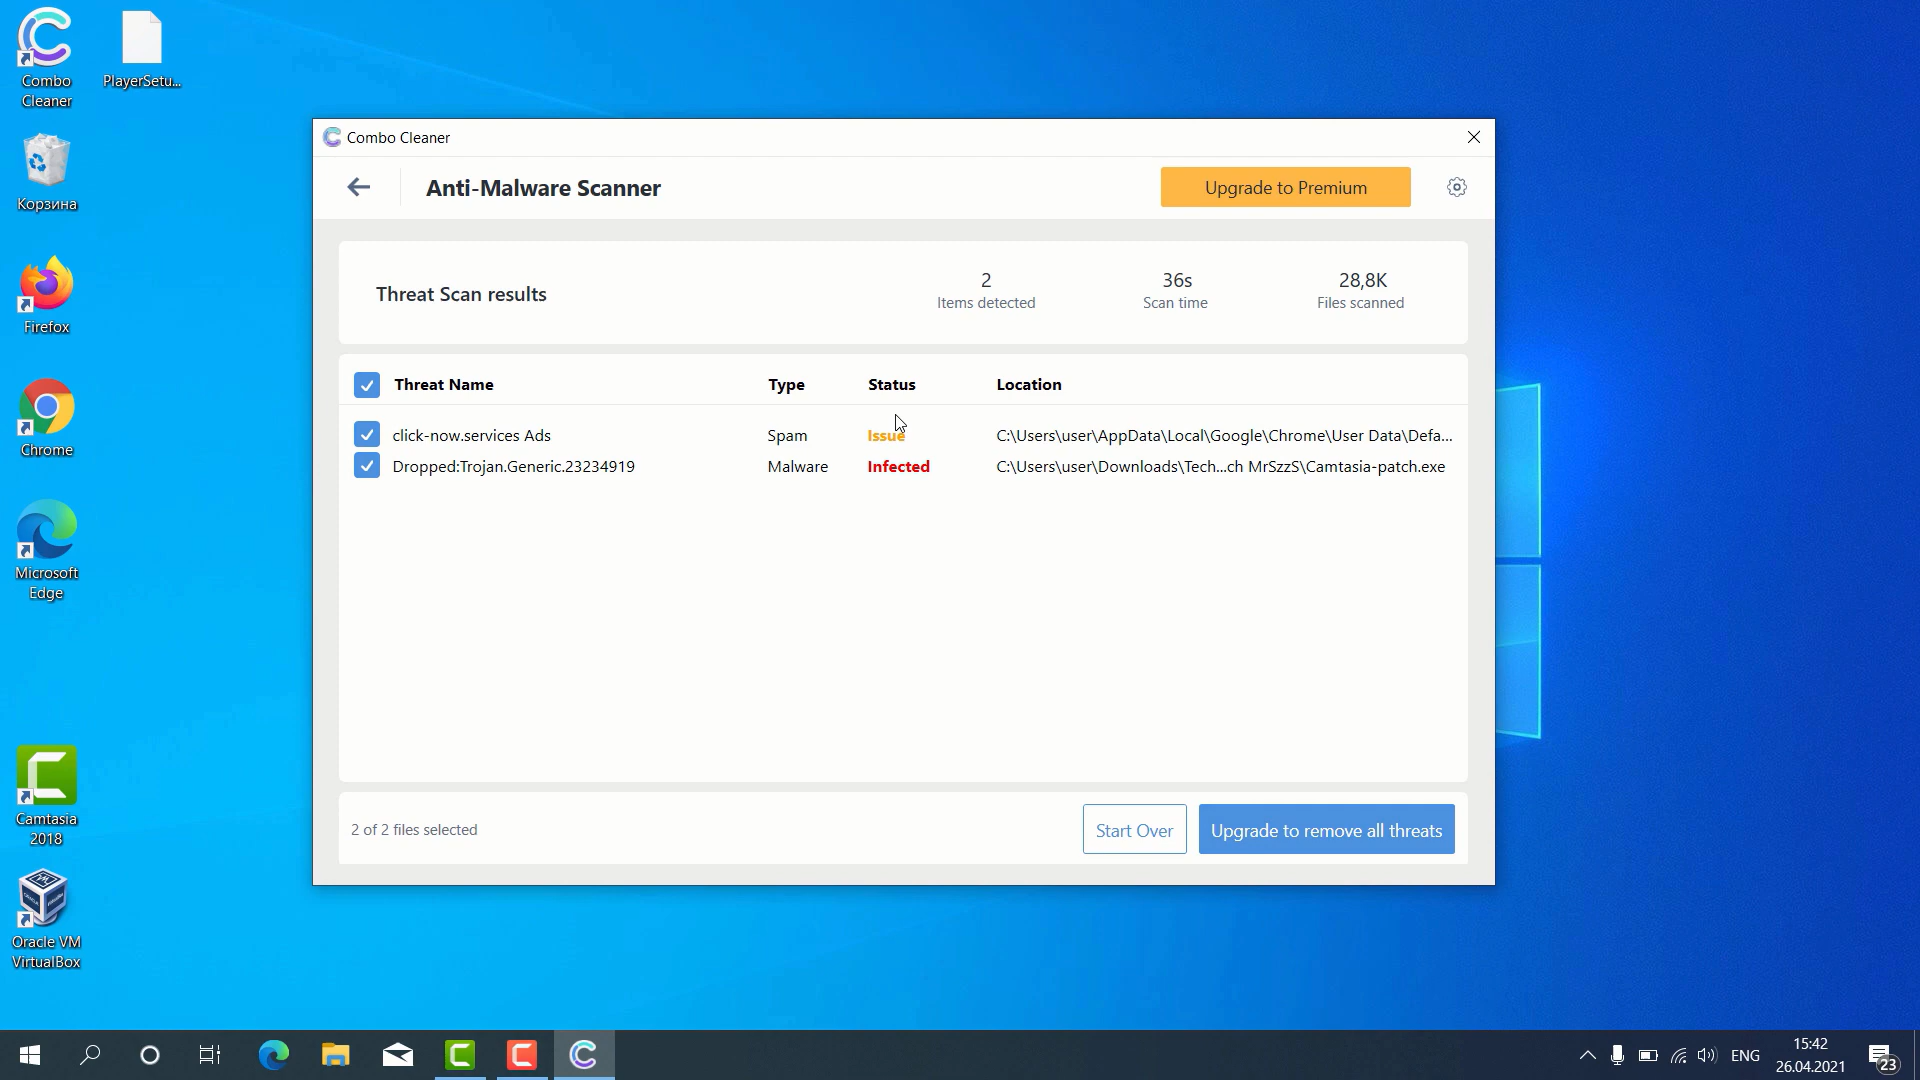 Combo
Cleaner
PlayerSetu...
Корзина
Firefox
Chrome
Microsoft
Edge
Camtasia
2018
Oracle VM
VirtualBox
Combo Cleaner
Anti-Malware Scanner
Upgrade to Premium
Threat Scan results
2
Items detected
36s
Scan time
28,8K
Files scanned
Threat Name Type Status Location
click-now.services Ads Spam Issue C:\Users\user\AppData\Local\Google\Chrome\User Data\Defa...
Dropped:Trojan.Generic.23234919 Malware Infected C:\Users\user\Downloads\Tech...ch MrSzzS\Camtasia-patch.exe
2 of 2 files selected
Start Over
Upgrade to remove all threats
ENG
15:42
26.04.2021
23